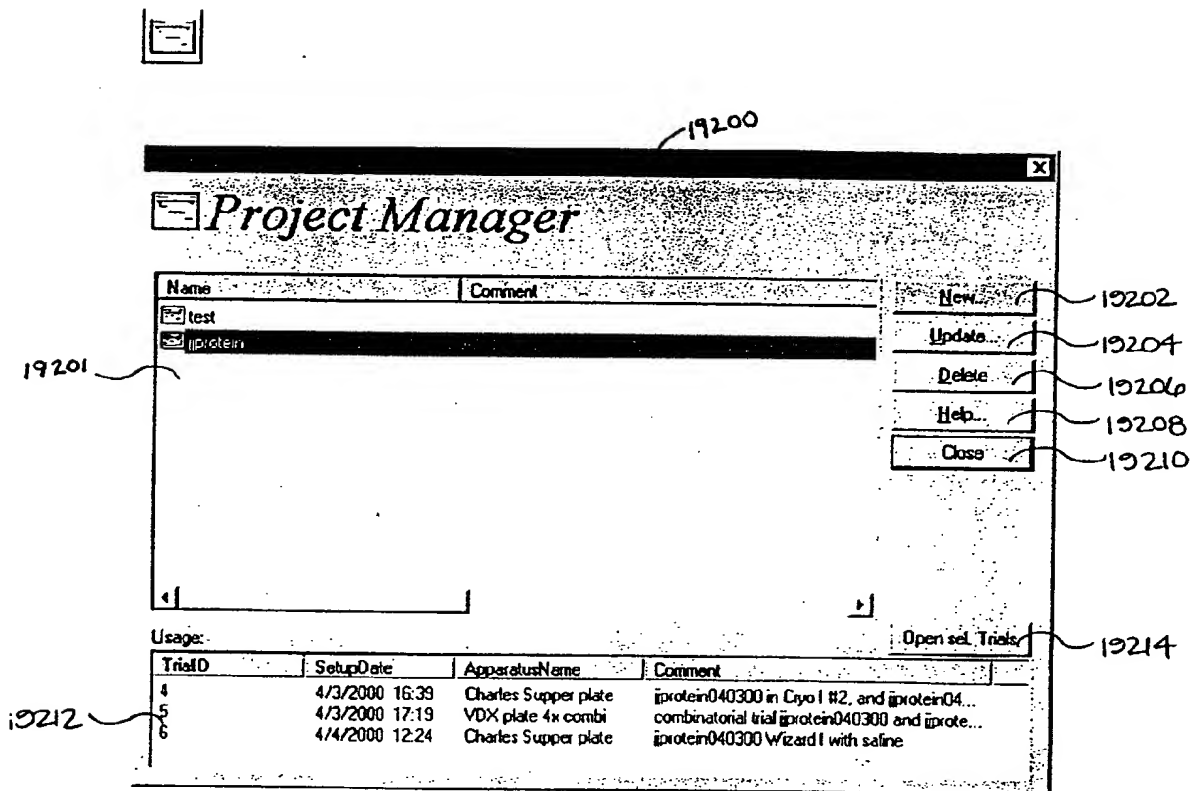 19200
X
Project Manager
Name Comment
test
jjprotein
New...
Update...
Delete
Help...
Close
19201
19202
19204
19206
19208
19210
Usage:
Open sel. Trials
19214
TrialID SetupDate ApparatusName Comment
4 4/3/2000 16:39 Charles Supper plate jjprotein040300 in Cryo I #2, and jjprotein04...
5 4/3/2000 17:19 VDX plate 4x combi combinatorial trial jjprotein040300 and jjprote...
6 4/4/2000 12:24 Charles Supper plate jjprotein040300 Wizard I with saline
19212